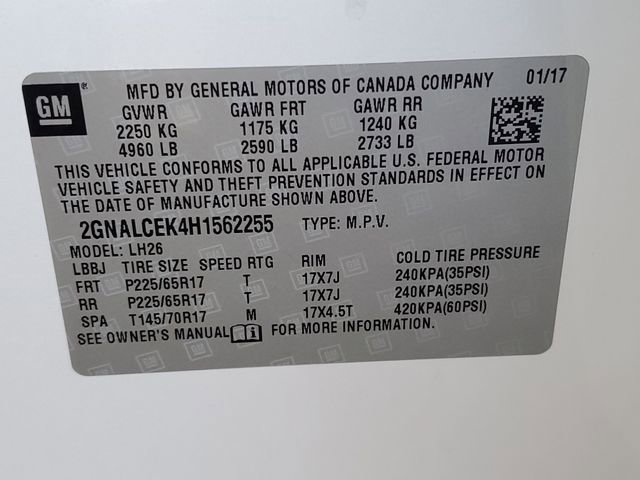 GM ® MFD BY GENERAL MOTORS OF CANADA COMPANY 01/17
GVWR GAWR FRT GAWR RR
2250 KG 1175 KG 1240 KG
4960 LB 2590 LB 2733 LB
THIS VEHICLE CONFORMS TO ALL APPLICABLE U.S. FEDERAL MOTOR
VEHICLE SAFETY AND THEFT PREVENTION STANDARDS IN EFFECT ON
THE DATE OF MANUFACTURE SHOWN ABOVE.
2GNALCEK4H1562255 TYPE: M.P.V.
MODEL: LH26
LBBJ TIRE SIZE SPEED RTG RIM COLD TIRE PRESSURE
FRT P225/65R17 T 17X7J 240KPA(35PSI)
RR P225/65R17 T 17X7J 240KPA(35PSI)
SPA T145/70R17 M 17X4.5T 420KPA(60PSI)
SEE OWNER'S MANUAL FOR MORE INFORMATION.